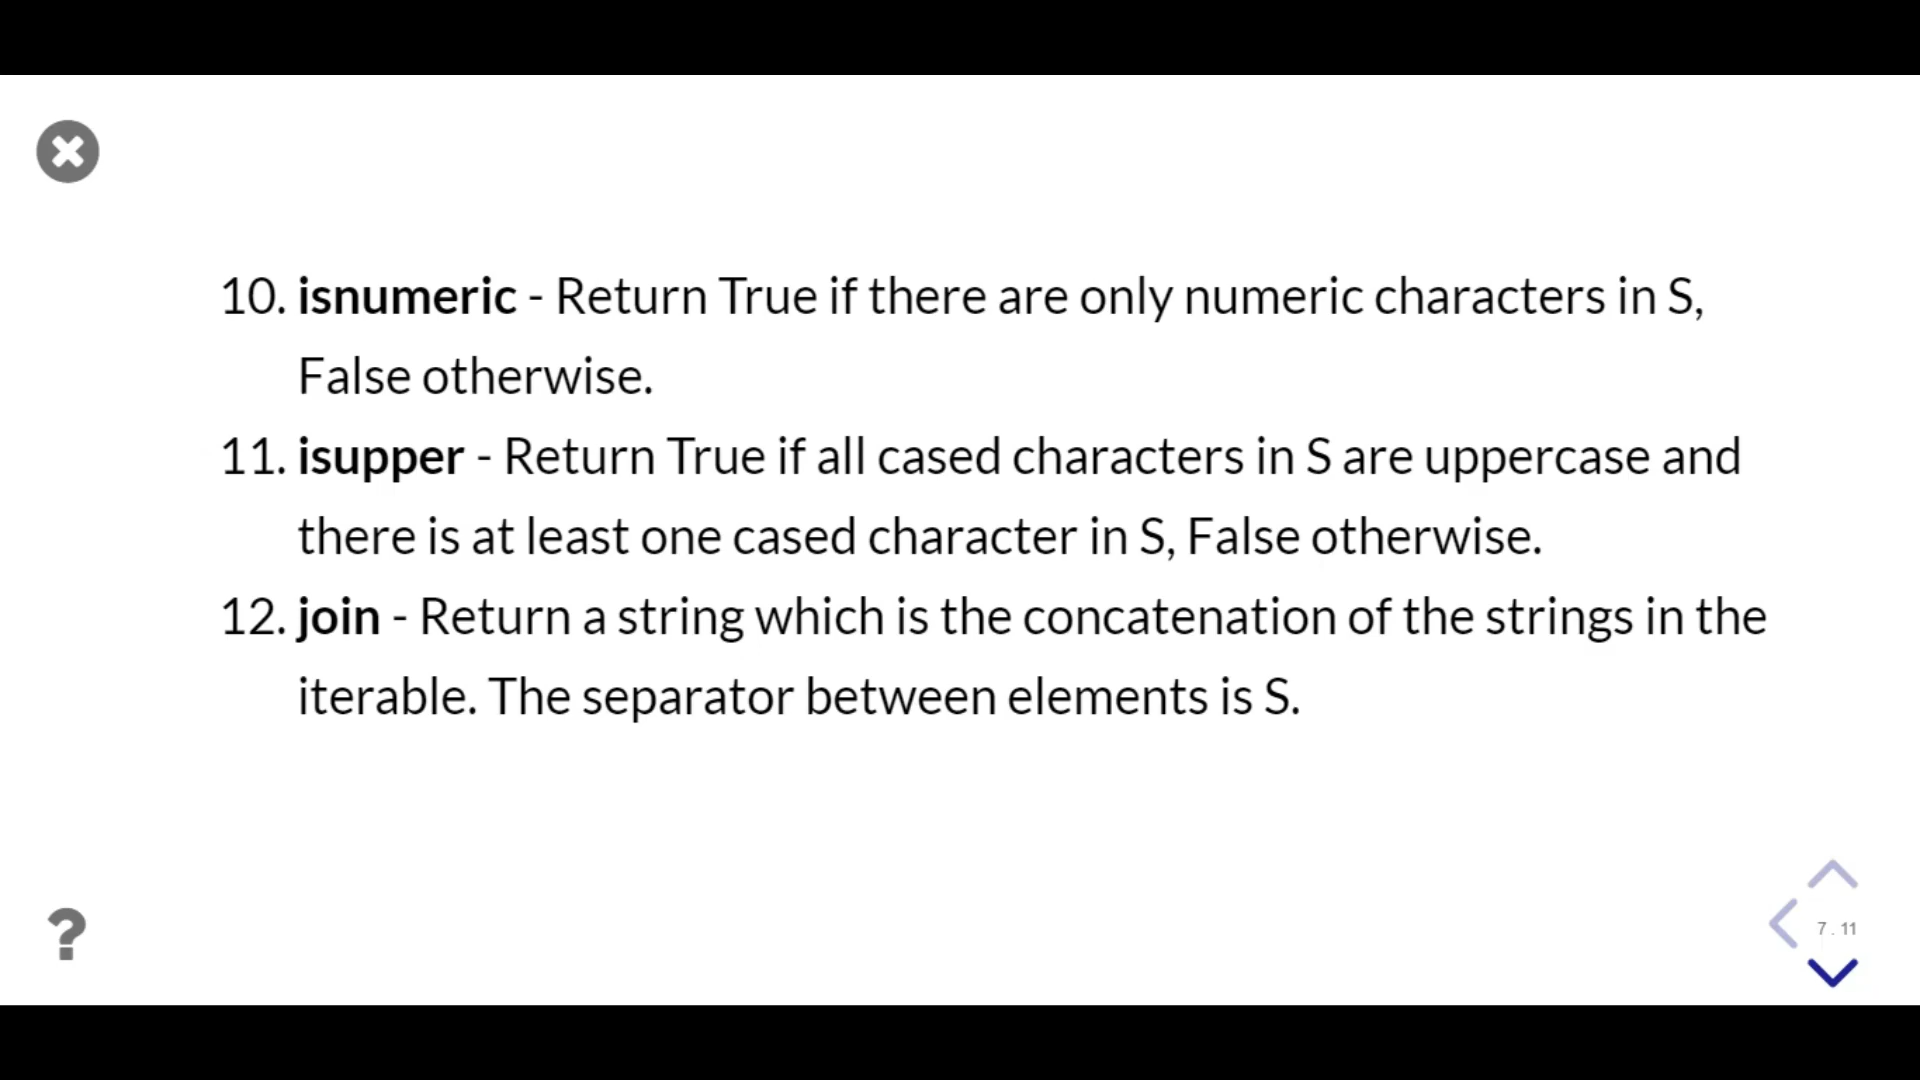 10. isnumeric - Return True if there are only numeric characters in S,
False otherwise.
11. isupper - Return True if all cased characters in S are uppercase and
there is at least one cased character in S, False otherwise.
12. join - Return a string which is the concatenation of the strings in the
iterable. The separator between elements is S.
?
7 . 11